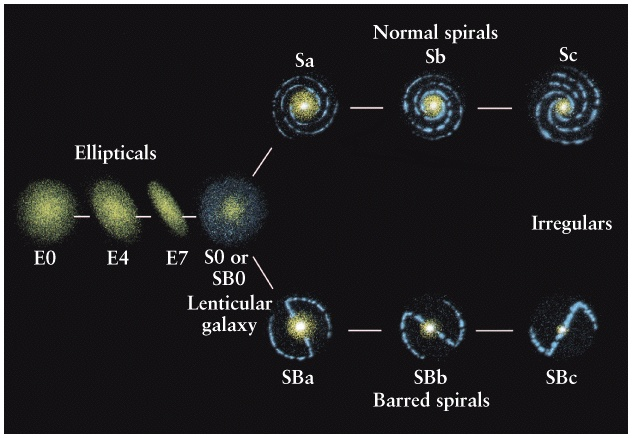 Normal spirals
Sa
Sb
Sc
Ellipticals
E0
E4
E7
S0 or
SB0
Lenticular
galaxy
Irregulars
SBa
SBb
SBc
Barred spirals